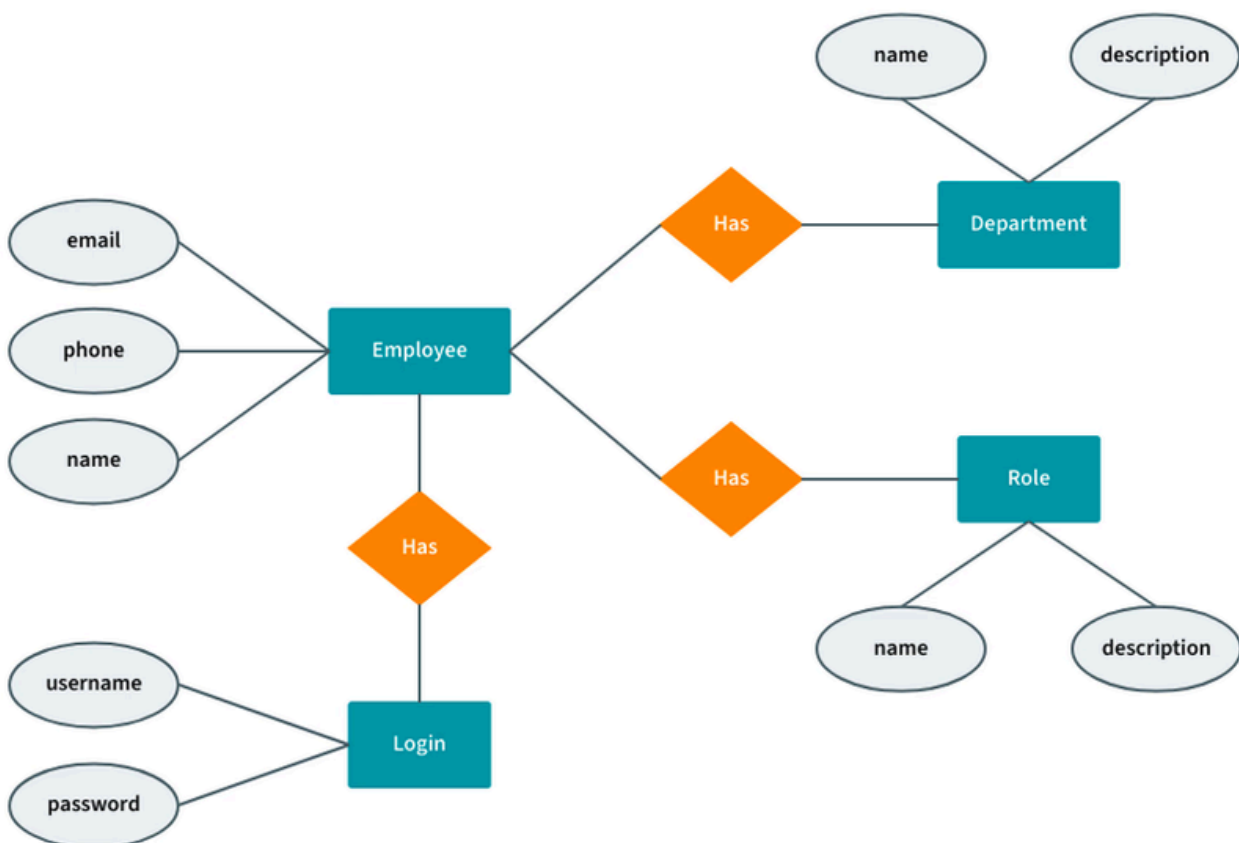 name
description
Has
Department
email
phone
Employee
name
Has
Role
Has
name
description
username
Login
password